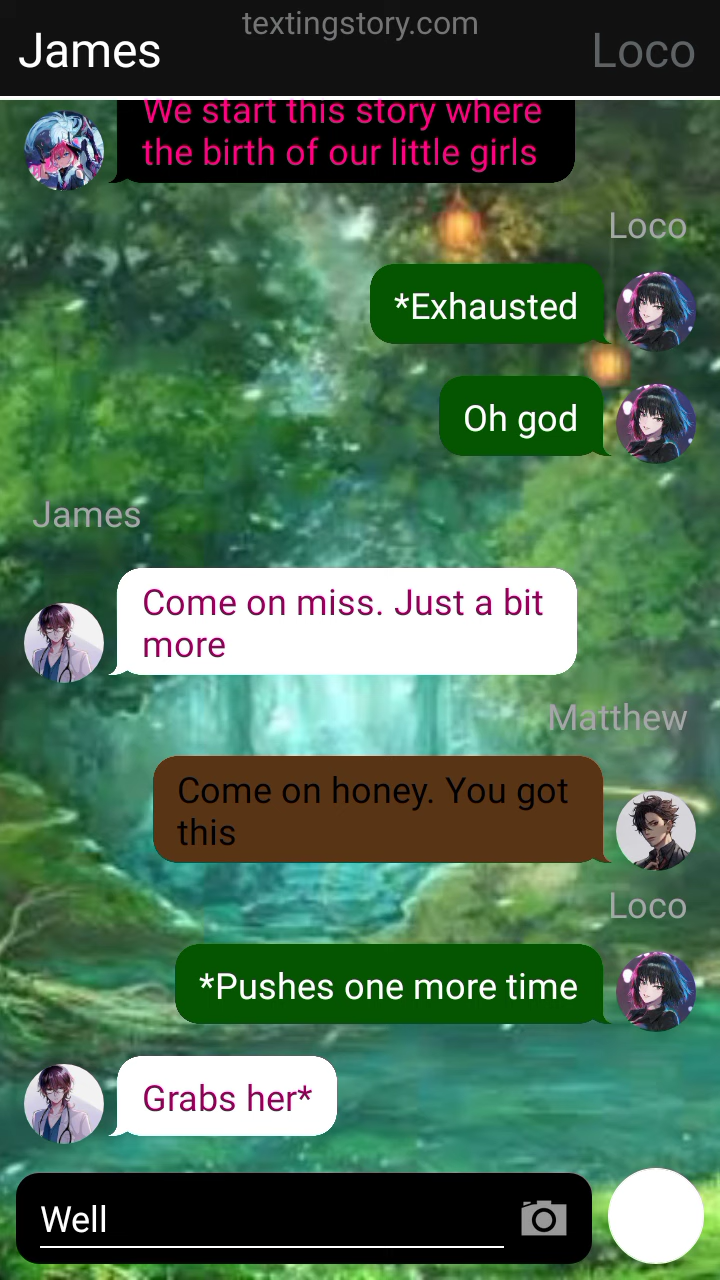 textingstory.com
James
Loco
We start this story where
the birth of our little girls
Loco
*Exhausted
Oh god
James
Come on miss. Just a bit
more
Matthew
Come on honey. You got
this
Loco
*Pushes one more time
Grabs her*
Well